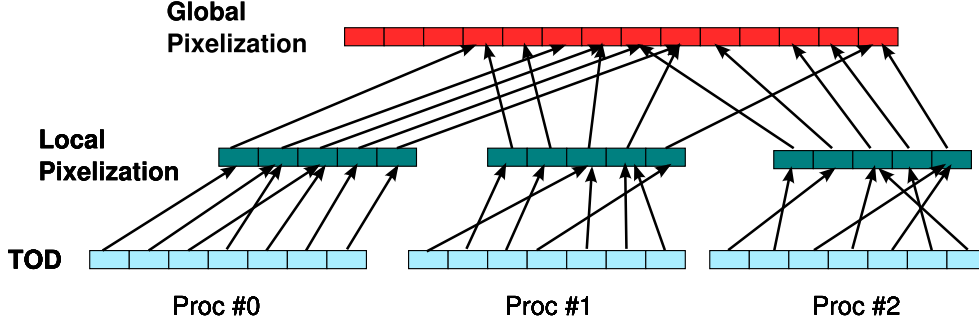 Global
Pixelization
Local
Pixelization
TOD
Proc #0
Proc #1
Proc #2